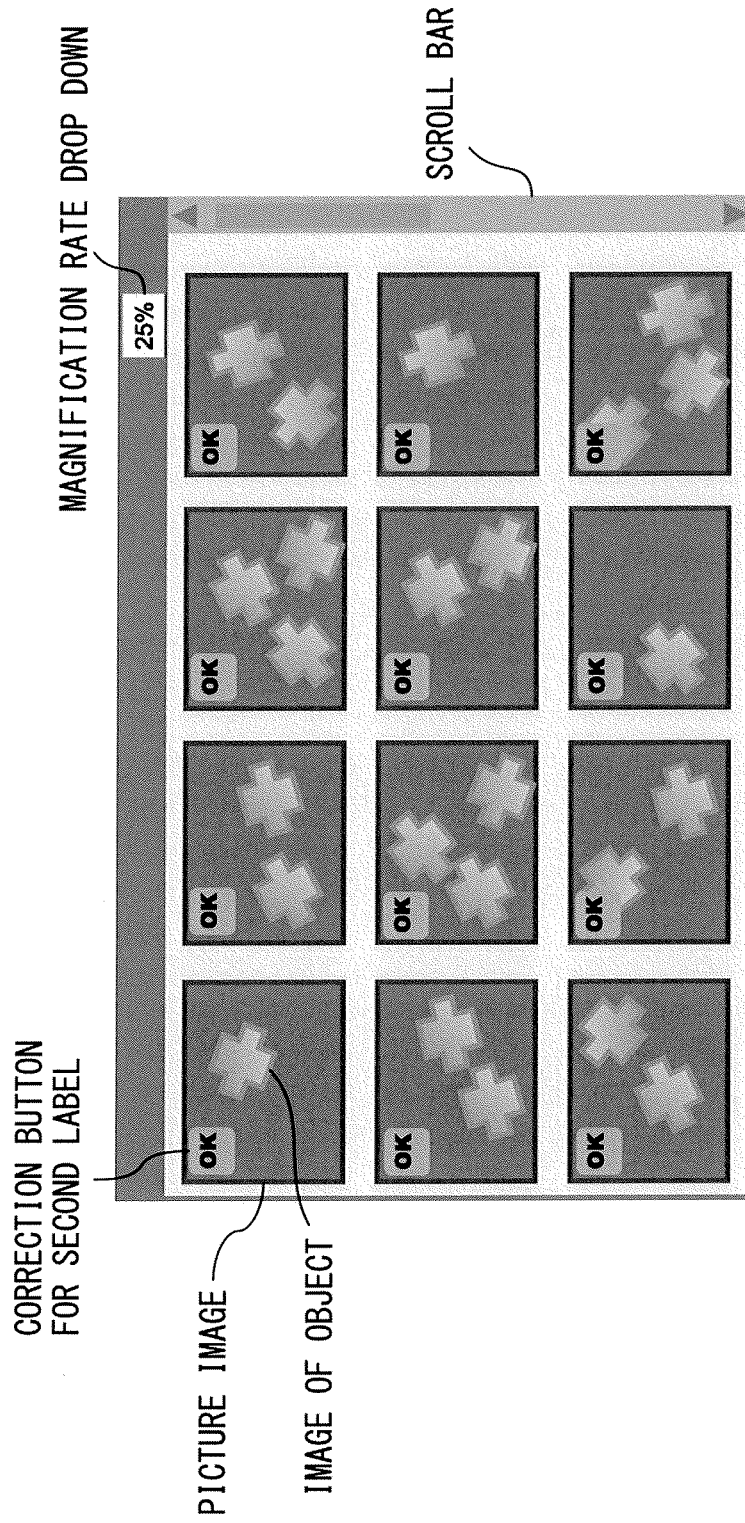 CORRECTION BUTTON
FOR SECOND LABEL
MAGNIFICATION RATE DROP DOWN
25%
PICTURE IMAGE
IMAGE OF OBJECT
OK
OK
OK
OK
OK
OK
OK
OK
OK
OK
OK
OK
SCROLL BAR